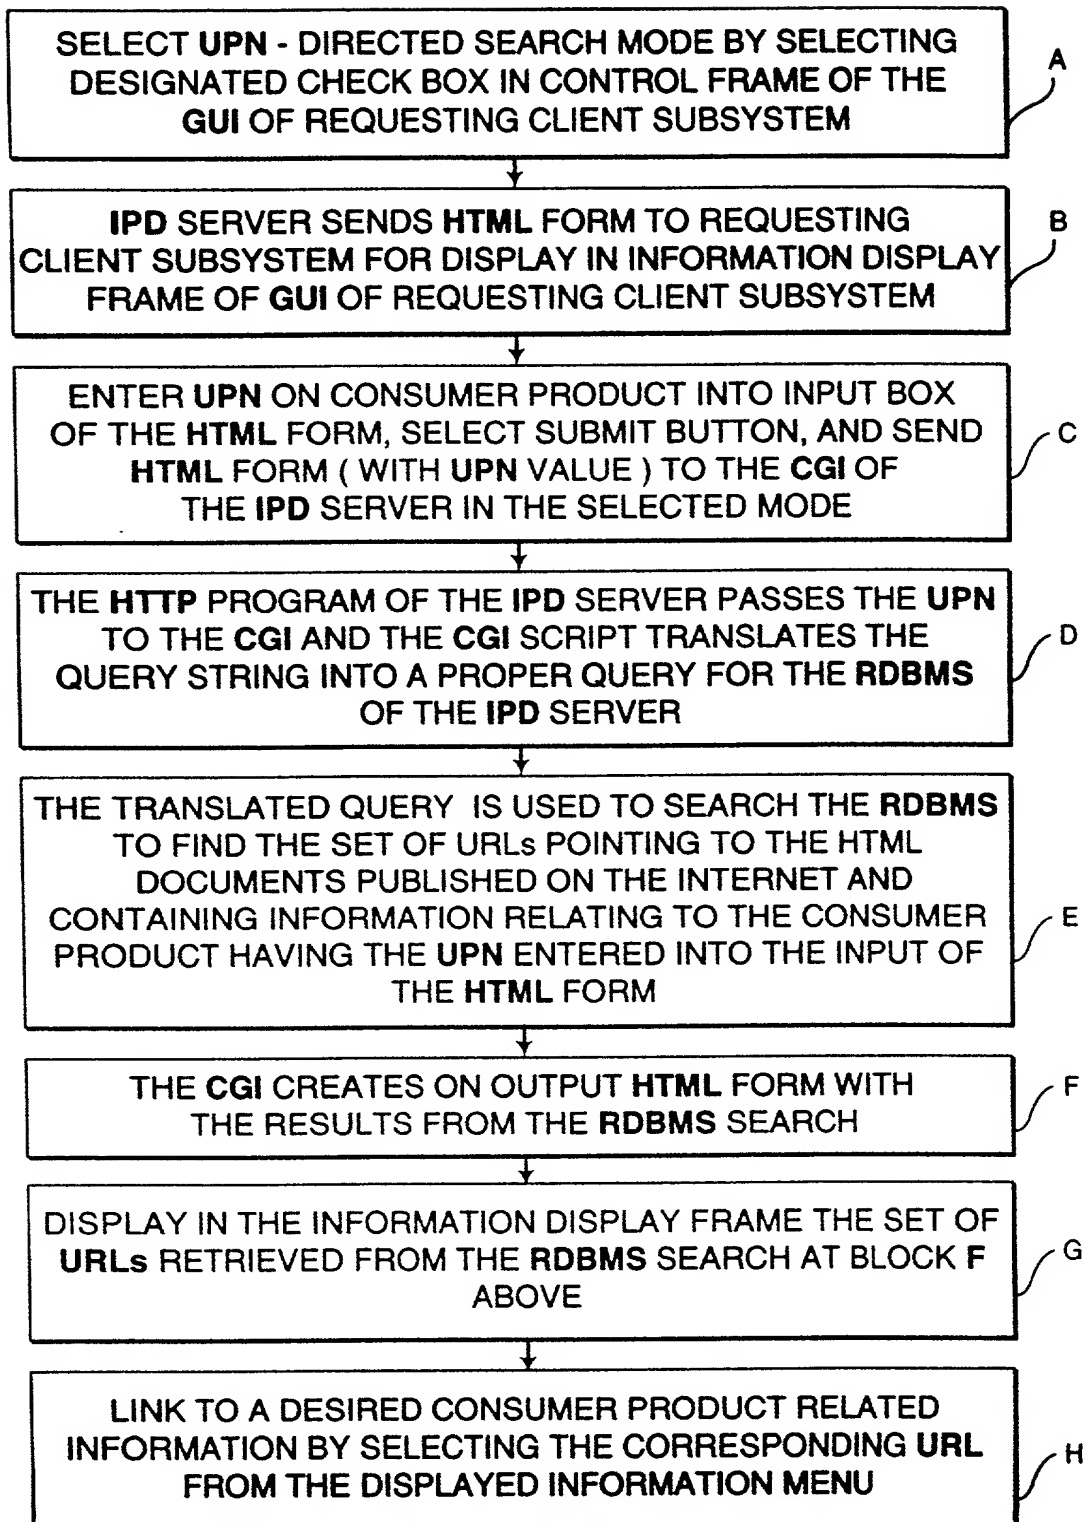 SELECT UPN - DIRECTED SEARCH MODE BY SELECTING
DESIGNATED CHECK BOX IN CONTROL FRAME OF THE
GUI OF REQUESTING CLIENT SUBSYSTEM
A
IPD SERVER SENDS HTML FORM TO REQUESTING
CLIENT SUBSYSTEM FOR DISPLAY IN INFORMATION DISPLAY
FRAME OF GUI OF REQUESTING CLIENT SUBSYSTEM
B
ENTER UPN ON CONSUMER PRODUCT INTO INPUT BOX
OF THE HTML FORM, SELECT SUBMIT BUTTON, AND SEND
HTML FORM ( WITH UPN VALUE ) TO THE CGI OF
THE IPD SERVER IN THE SELECTED MODE
C
THE HTTP PROGRAM OF THE IPD SERVER PASSES THE UPN
TO THE CGI AND THE CGI SCRIPT TRANSLATES THE
QUERY STRING INTO A PROPER QUERY FOR THE RDBMS
OF THE IPD SERVER
D
THE TRANSLATED QUERY IS USED TO SEARCH THE RDBMS
TO FIND THE SET OF URLs POINTING TO THE HTML
DOCUMENTS PUBLISHED ON THE INTERNET AND
CONTAINING INFORMATION RELATING TO THE CONSUMER
PRODUCT HAVING THE UPN ENTERED INTO THE INPUT OF
THE HTML FORM
E
THE CGI CREATES ON OUTPUT HTML FORM WITH
THE RESULTS FROM THE RDBMS SEARCH
F
DISPLAY IN THE INFORMATION DISPLAY FRAME THE SET OF
URLs RETRIEVED FROM THE RDBMS SEARCH AT BLOCK F
ABOVE
G
LINK TO A DESIRED CONSUMER PRODUCT RELATED
INFORMATION BY SELECTING THE CORRESPONDING URL
FROM THE DISPLAYED INFORMATION MENU
H